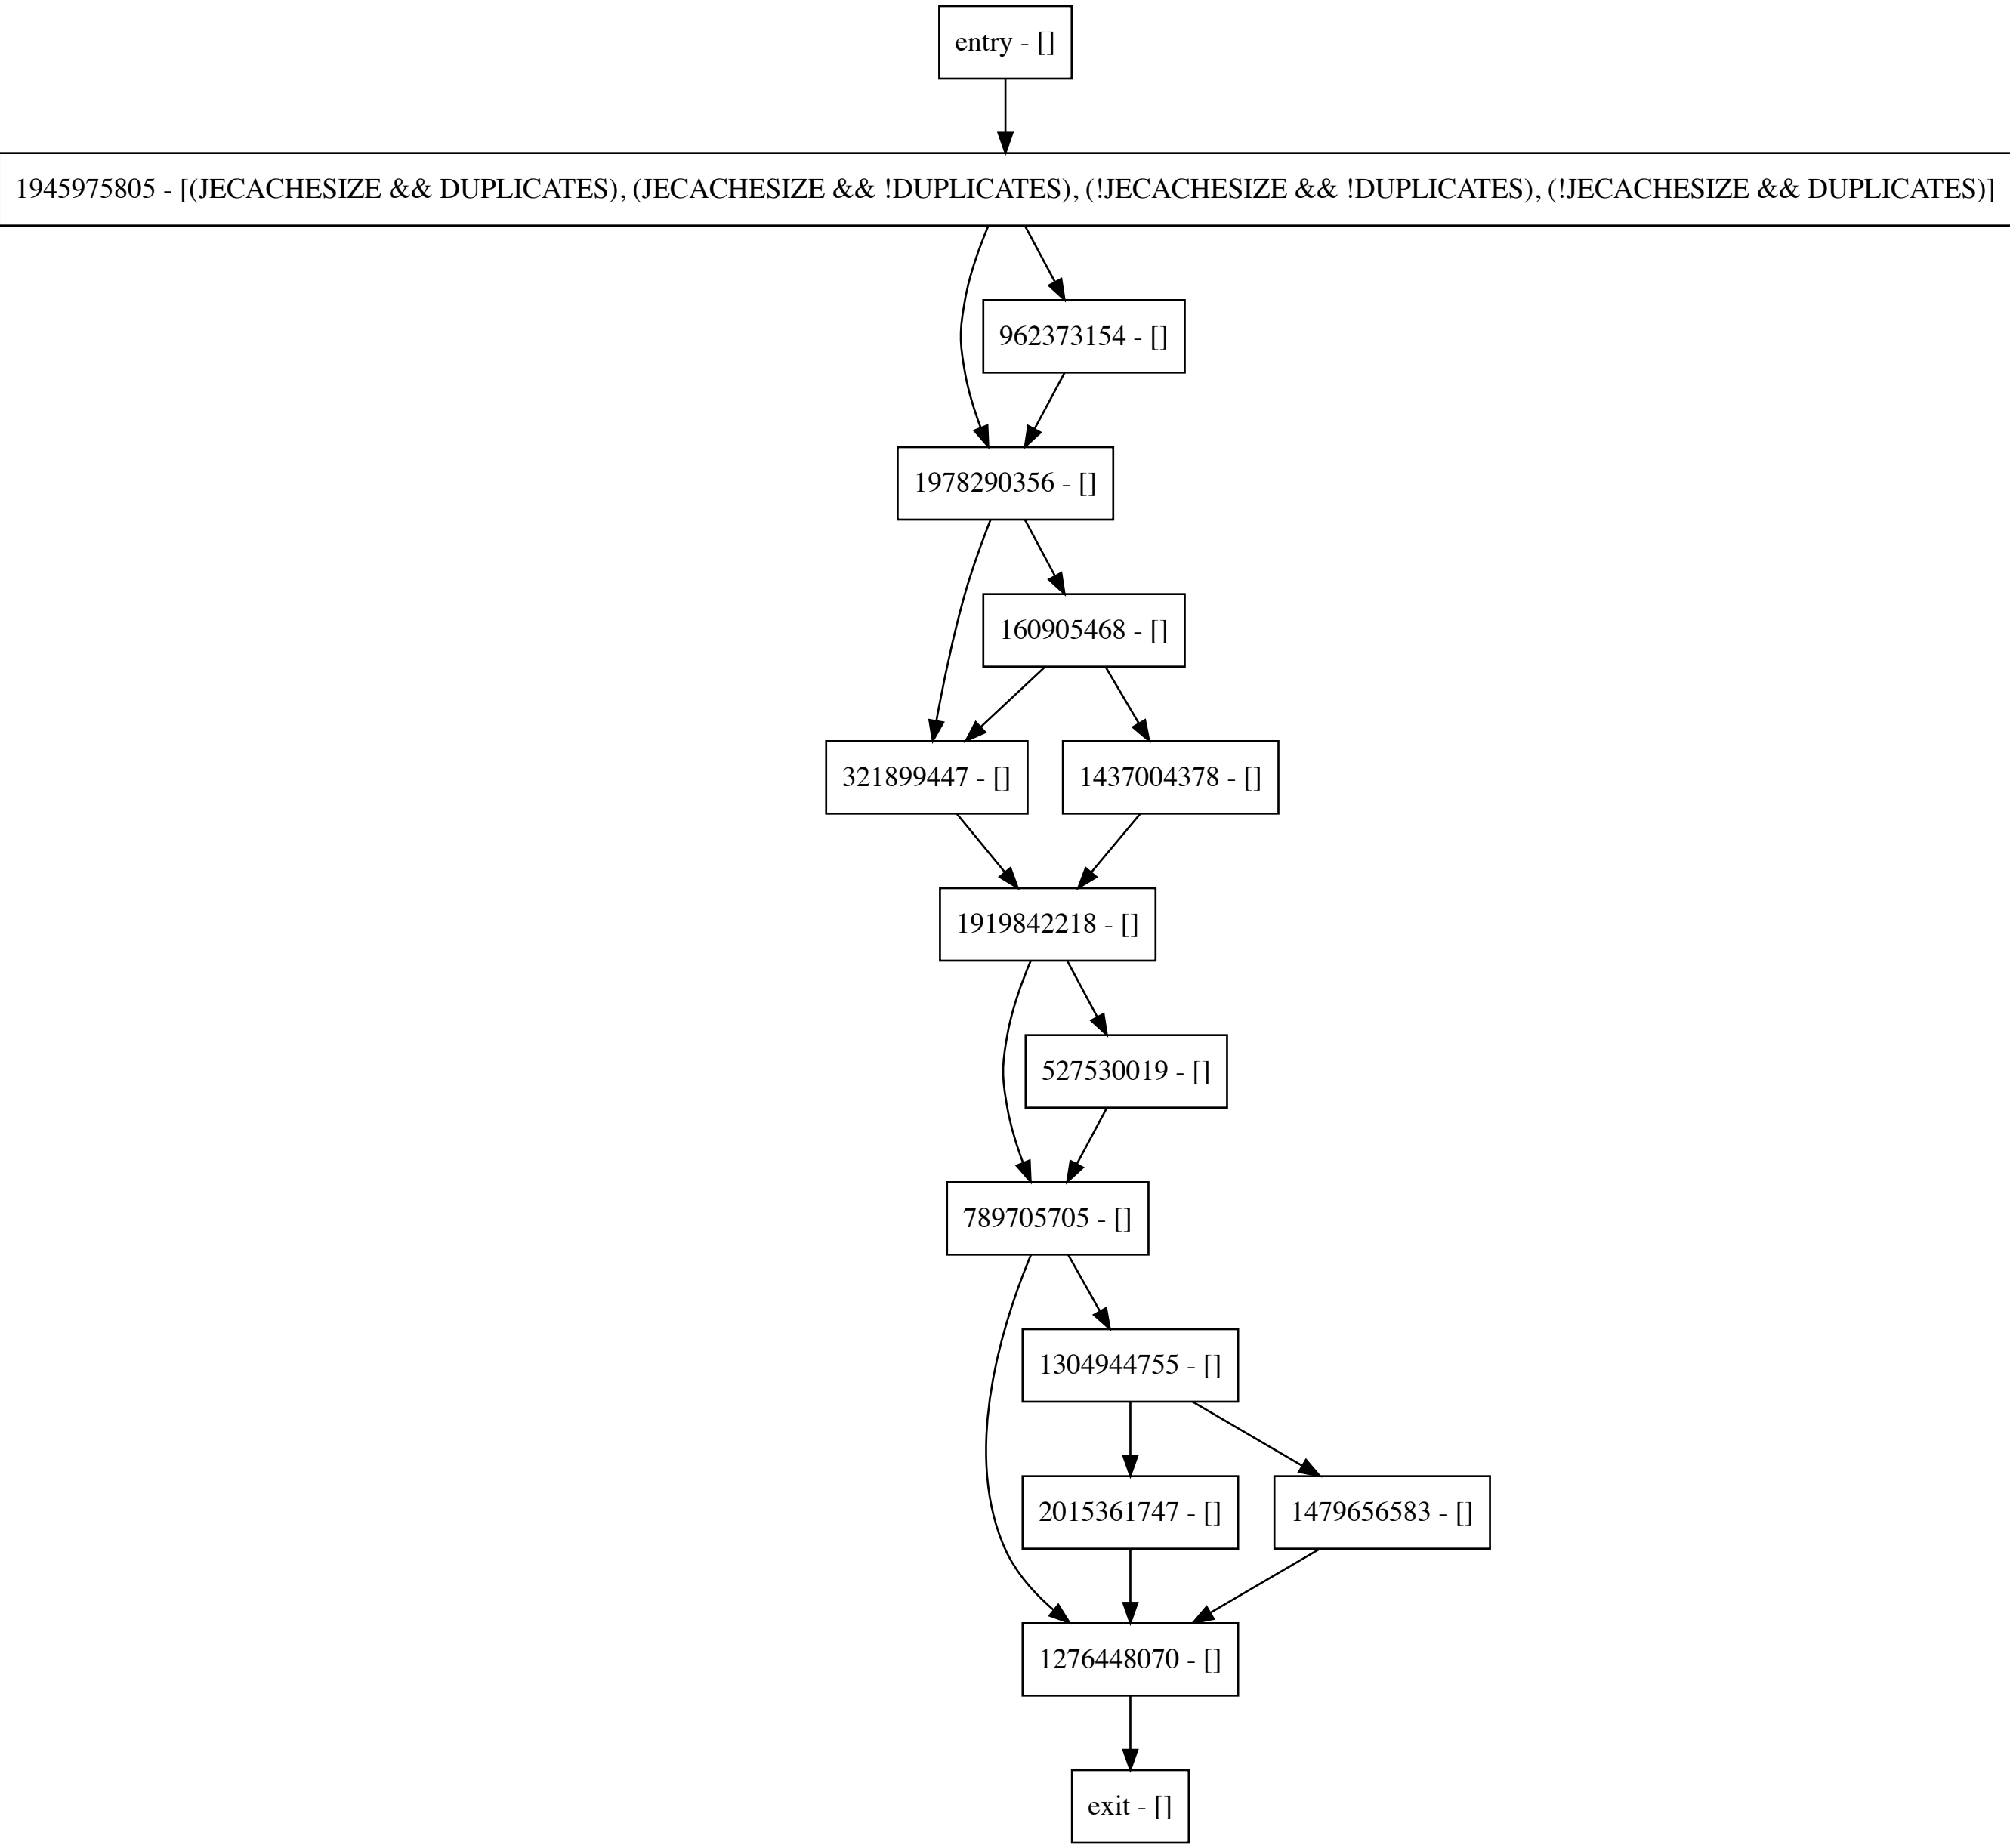 entry - []
1945975805 - [(JECACHESIZE && DUPLICATES), (JECACHESIZE && !DUPLICATES), (!JECACHESIZE && !DUPLICATES), (!JECACHESIZE && DUPLICATES)]
962373154 - []
1978290356 - []
160905468 - []
321899447 - []
1437004378 - []
1919842218 - []
527530019 - []
789705705 - []
1304944755 - []
2015361747 - []
1479656583 - []
1276448070 - []
exit - []